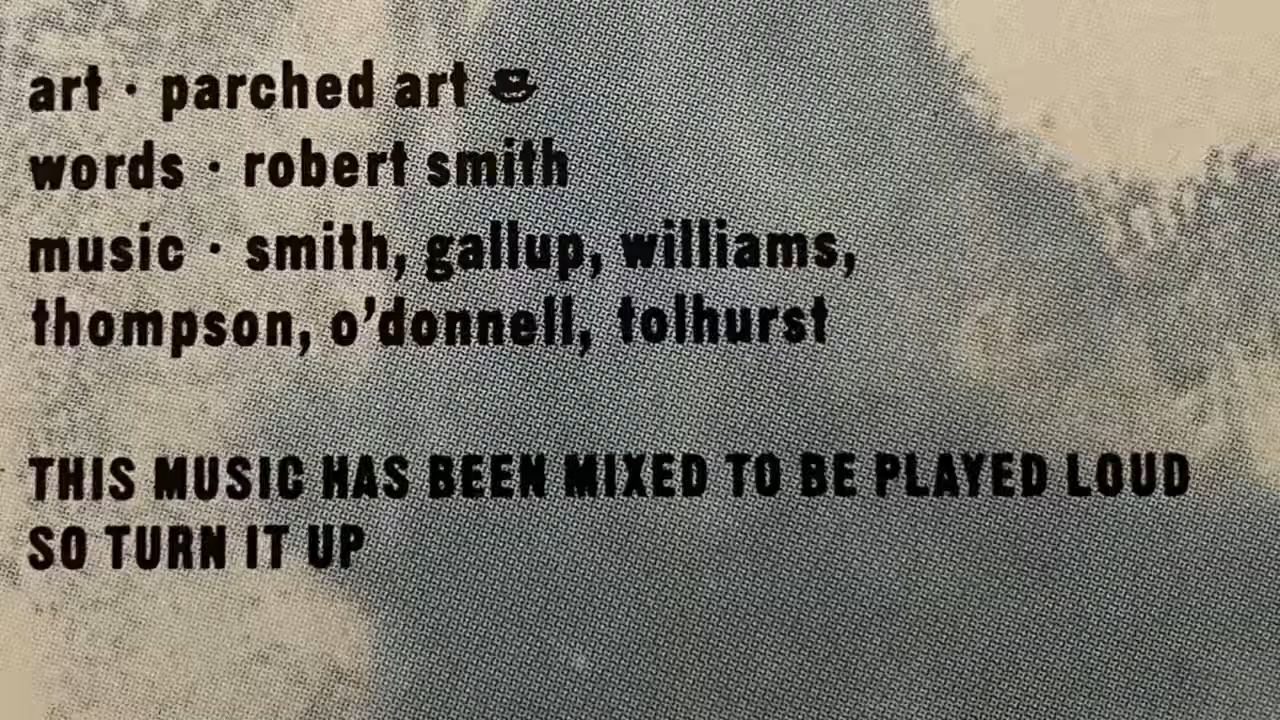 art · parched art
words · robert smith
music · smith, gallup, williams,
thompson, o'donnell, tolhurst
THIS MUSIC HAS BEEN MIXED TO BE PLAYED LOUD
SO TURN IT UP